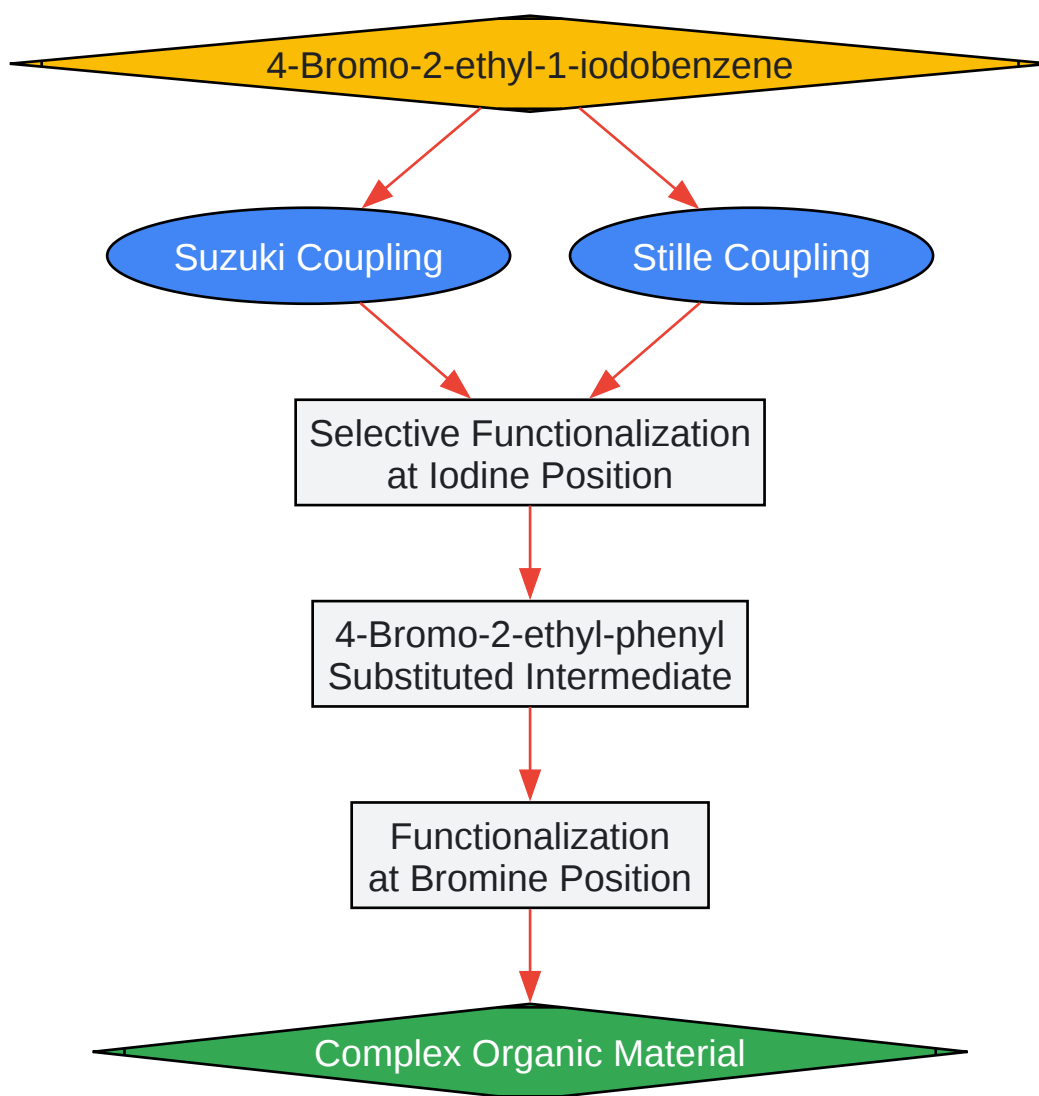 4-Bromo-2-ethyl-1-iodobenzene
Suzuki Coupling
Stille Coupling
Selective Functionalization
at Iodine Position
4-Bromo-2-ethyl-phenyl
Substituted Intermediate
Functionalization
at Bromine Position
Complex Organic Material